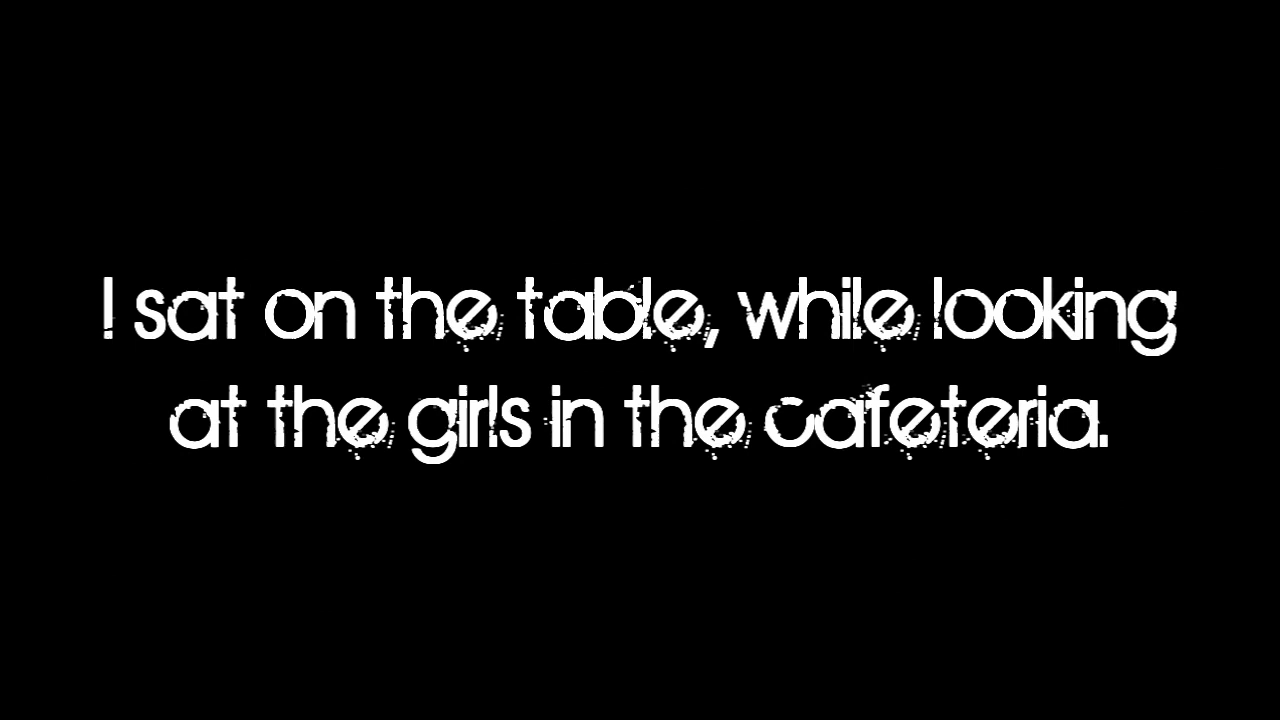 I sat on the table, while looking
at the girls in the cafeteria.